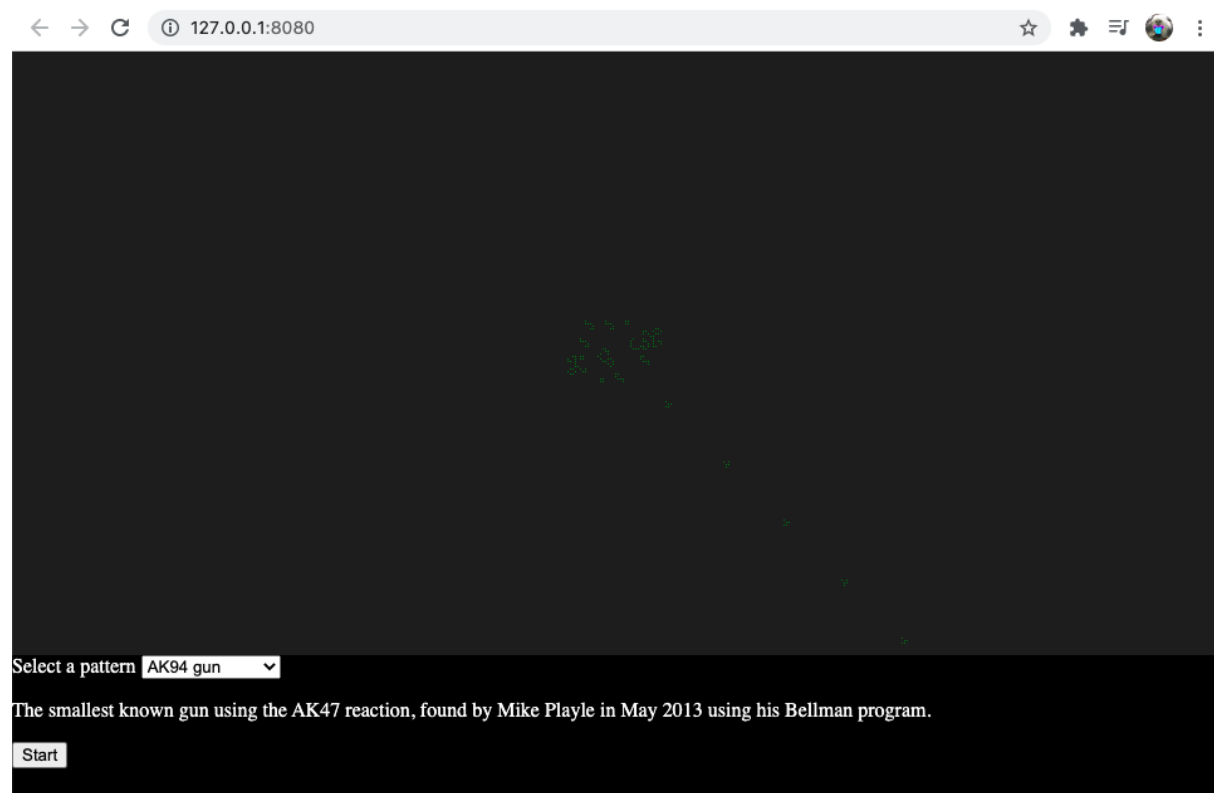 127.0.0.1:8080
Select a pattern AK94 gun
The smallest known gun using the AK47 reaction, found by Mike Playle in May 2013 using his Bellman program.
Start